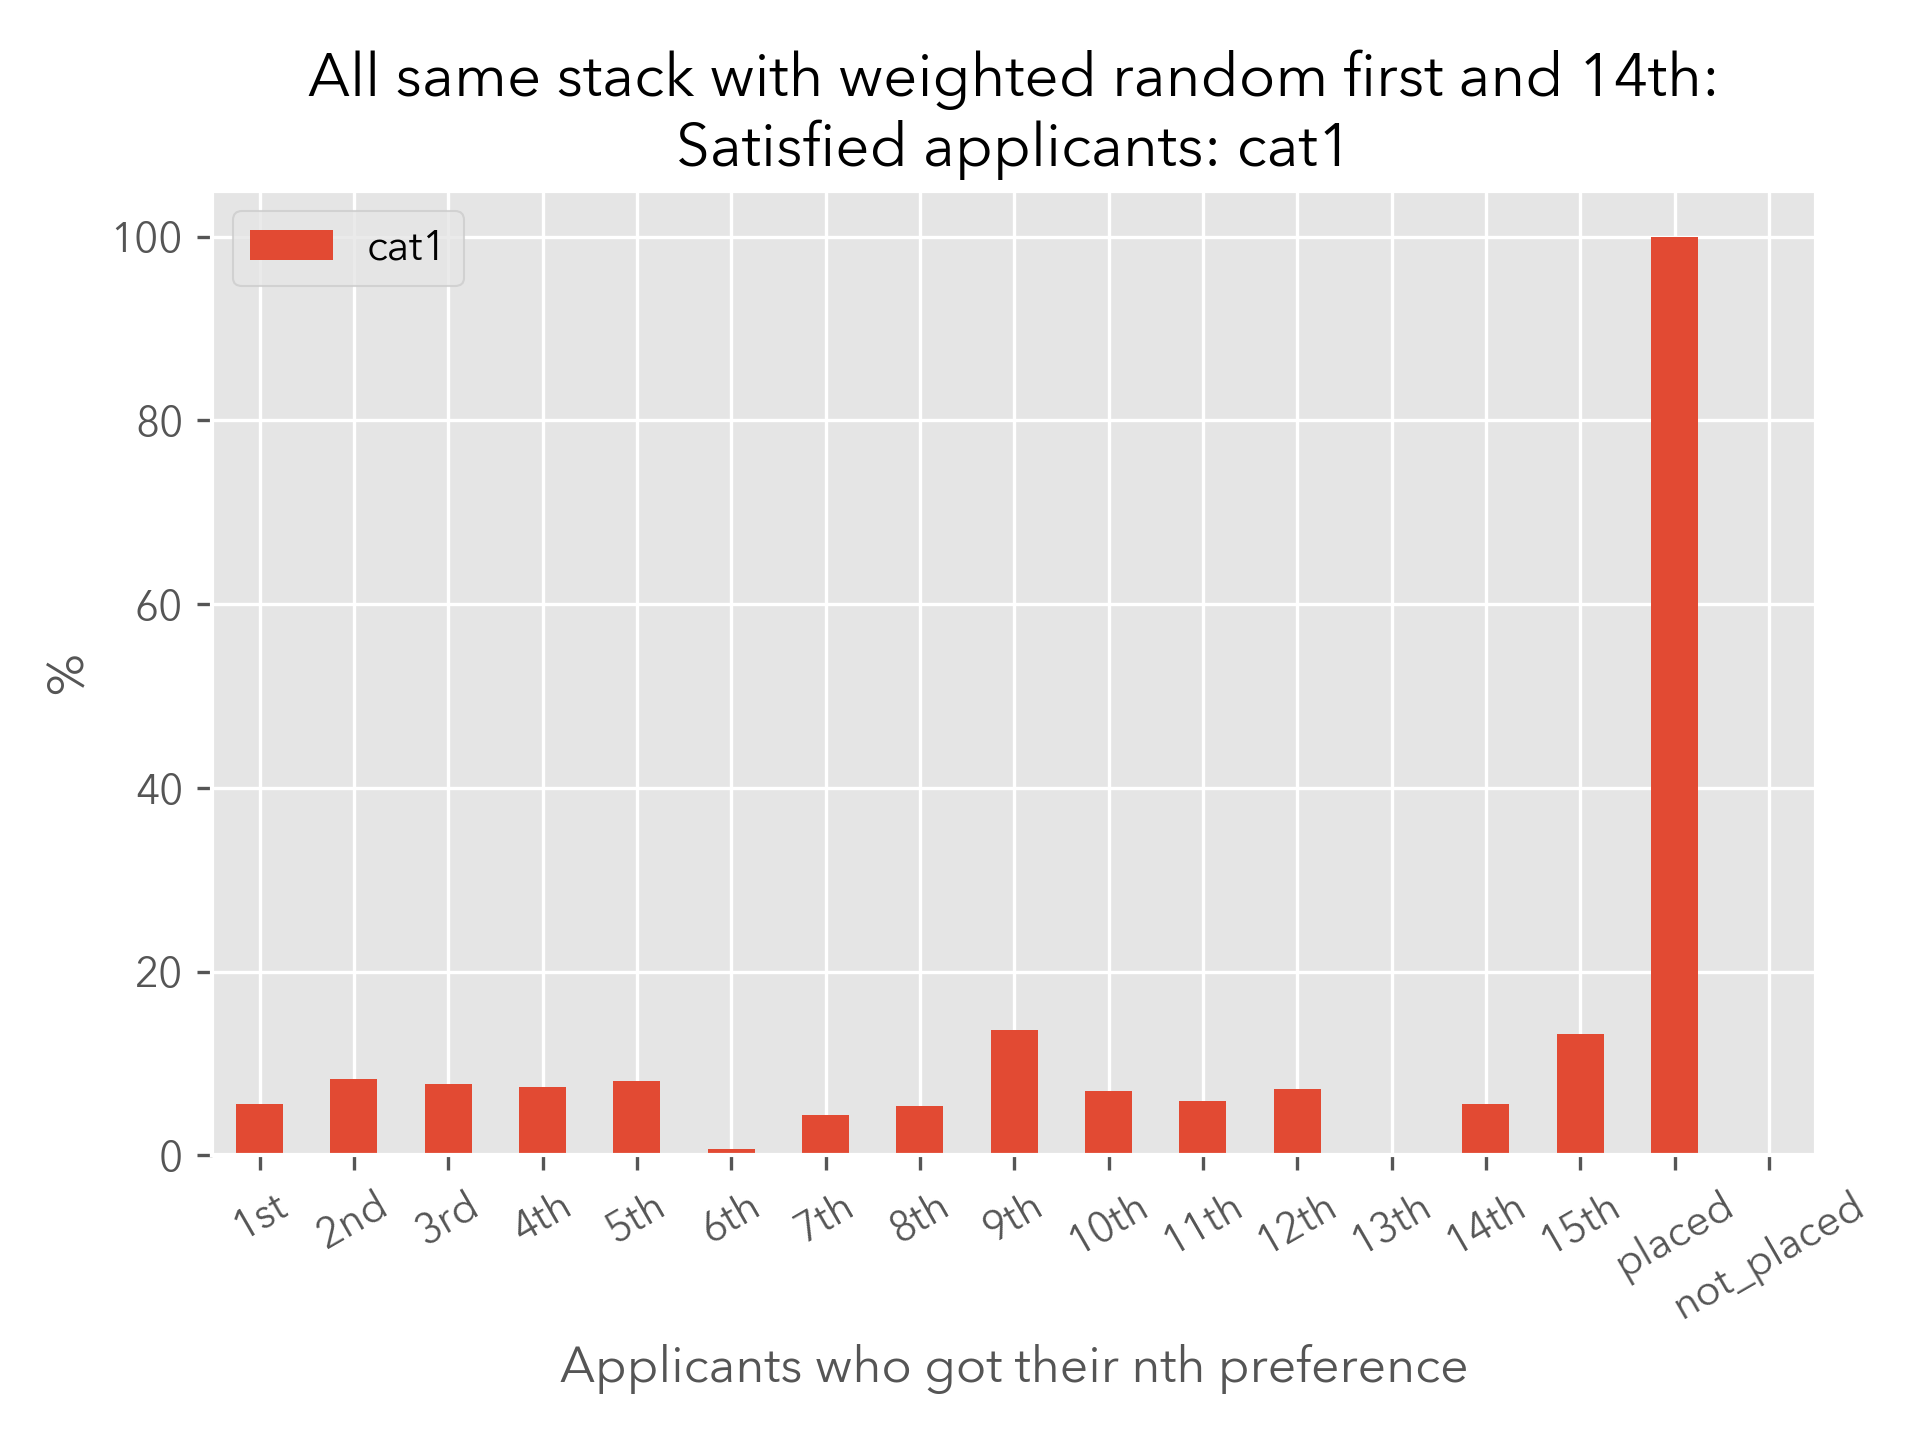 All same stack with weighted random first and 14th:
Satisfied applicants: cat1
cat1
100
80
60
40
20
0
%
1st 2nd 3rd 4th 5th 6th 7th 8th 9th 10th 11th 12th 13th 14th 15th placed not_placed
Applicants who got their nth preference